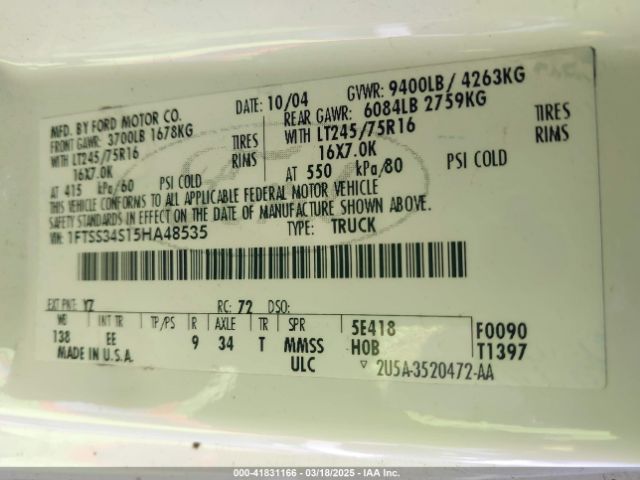 MFD. BY FORD MOTOR CO. DATE: 10/04 GVWR: 9400LB / 4263KG
FRONT GAWR: 3700LB 1678KG REAR GAWR: 6084LB 2759KG
WITH LT245/75R16 TIRES WITH LT245/75R16 TIRES
16X7.0K RIMS 16X7.0K RIMS
AT 415 kPa/60 PSI COLD AT 550 kPa/80 PSI COLD
THIS VEHICLE CONFORMS TO ALL APPLICABLE FEDERAL MOTOR VEHICLE
SAFETY STANDARDS IN EFFECT ON THE DATE OF MANUFACTURE SHOWN ABOVE.
VIN: 1FTSS34S15HA48535 TYPE: TRUCK
EXT PNT: YZ RC: 72 DSO:
WB INT TR TP/PS R AXLE TR SPR 5E418 F0090
138 EE 9 34 T MMSS HOB T1397
MADE IN U.S.A. ULC ▽ 2U5A-3520472-AA
000-41831166 - 03/18/2025 - IAA Inc.